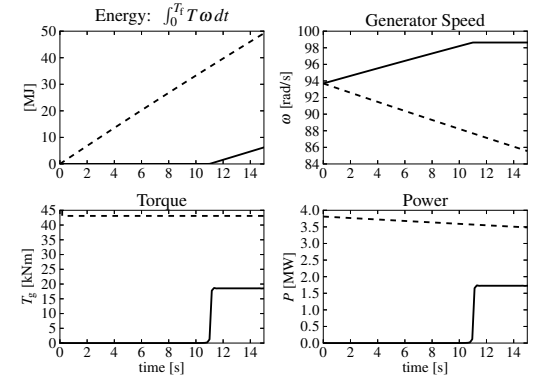 Energy: ∫₀^{T_f} T ω dt
[MJ]
50
40
30
20
10
0
0 2 4 6 8 10 12 14
Generator Speed
ω [rad/s]
100
98
96
94
92
90
88
86
84
0 2 4 6 8 10 12 14
Torque
T_g [kNm]
45
40
35
30
25
20
15
10
5
0
0 2 4 6 8 10 12 14
time [s]
Power
P [MW]
4.0
3.5
3.0
2.5
2.0
1.5
1.0
0.5
0.0
0 2 4 6 8 10 12 14
time [s]